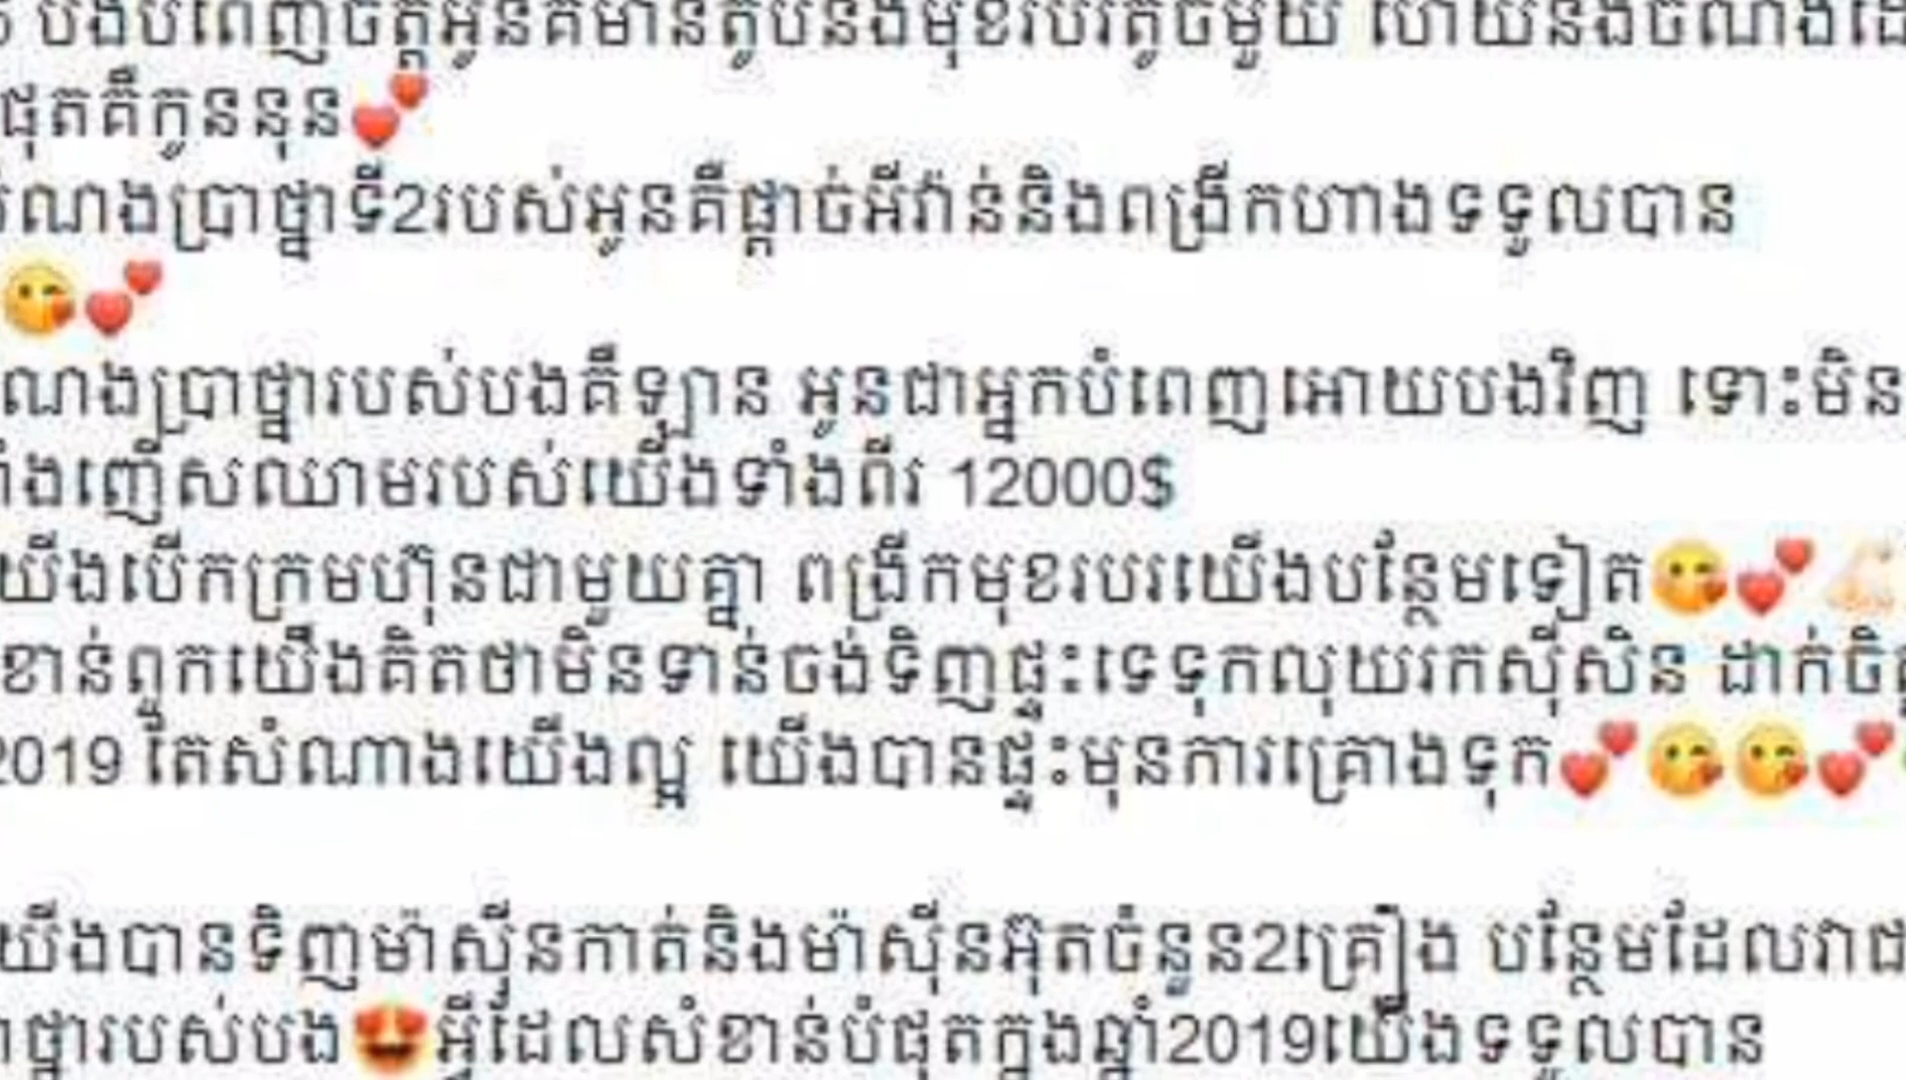 បងបំពេញចិត្តអូនគឺមានតូបនិងមុខរបរតូចមួយ ហើយនិងចំណងដៃ
ផុតគឺកូននុន💕
ចំណងប្រាថ្នាទី2របស់អូនគឺផ្តាច់អីវ៉ាន់និងពង្រីកហាងទទួលបាន
😘💕
ណងប្រាថ្នារបស់បងគឺឡាន អូនជាអ្នកបំពេញអោយបងវិញ ទោះមិន
ាំងញើសឈាមរបស់យើងទាំងពីរ 12000$
យើងបើកក្រមហ៊ុនជាមួយគ្នា ពង្រីកមុខរបរយើងបន្ថែមទៀត😘💕
ខាន់ពួកយើងគិតថាមិនទាន់ចង់ទិញផ្ទះទេទុកលុយរកស៊ីសិន ដាក់ចិត្ត
2019 តែសំណាងយើងល្អ យើងបានផ្ទះមុនការគ្រោងទុក💕😘😘💕
យើងបានទិញម៉ាស៊ីនកាត់និងម៉ាស៊ីនអ៊ុតចំនួន2គ្រឿង បន្ថែមដែលវាជ
ាថ្នារបស់បង😍អ្វីដែលសំខាន់បំផុតក្នុងឆ្នាំ2019យើងទទួលបាន